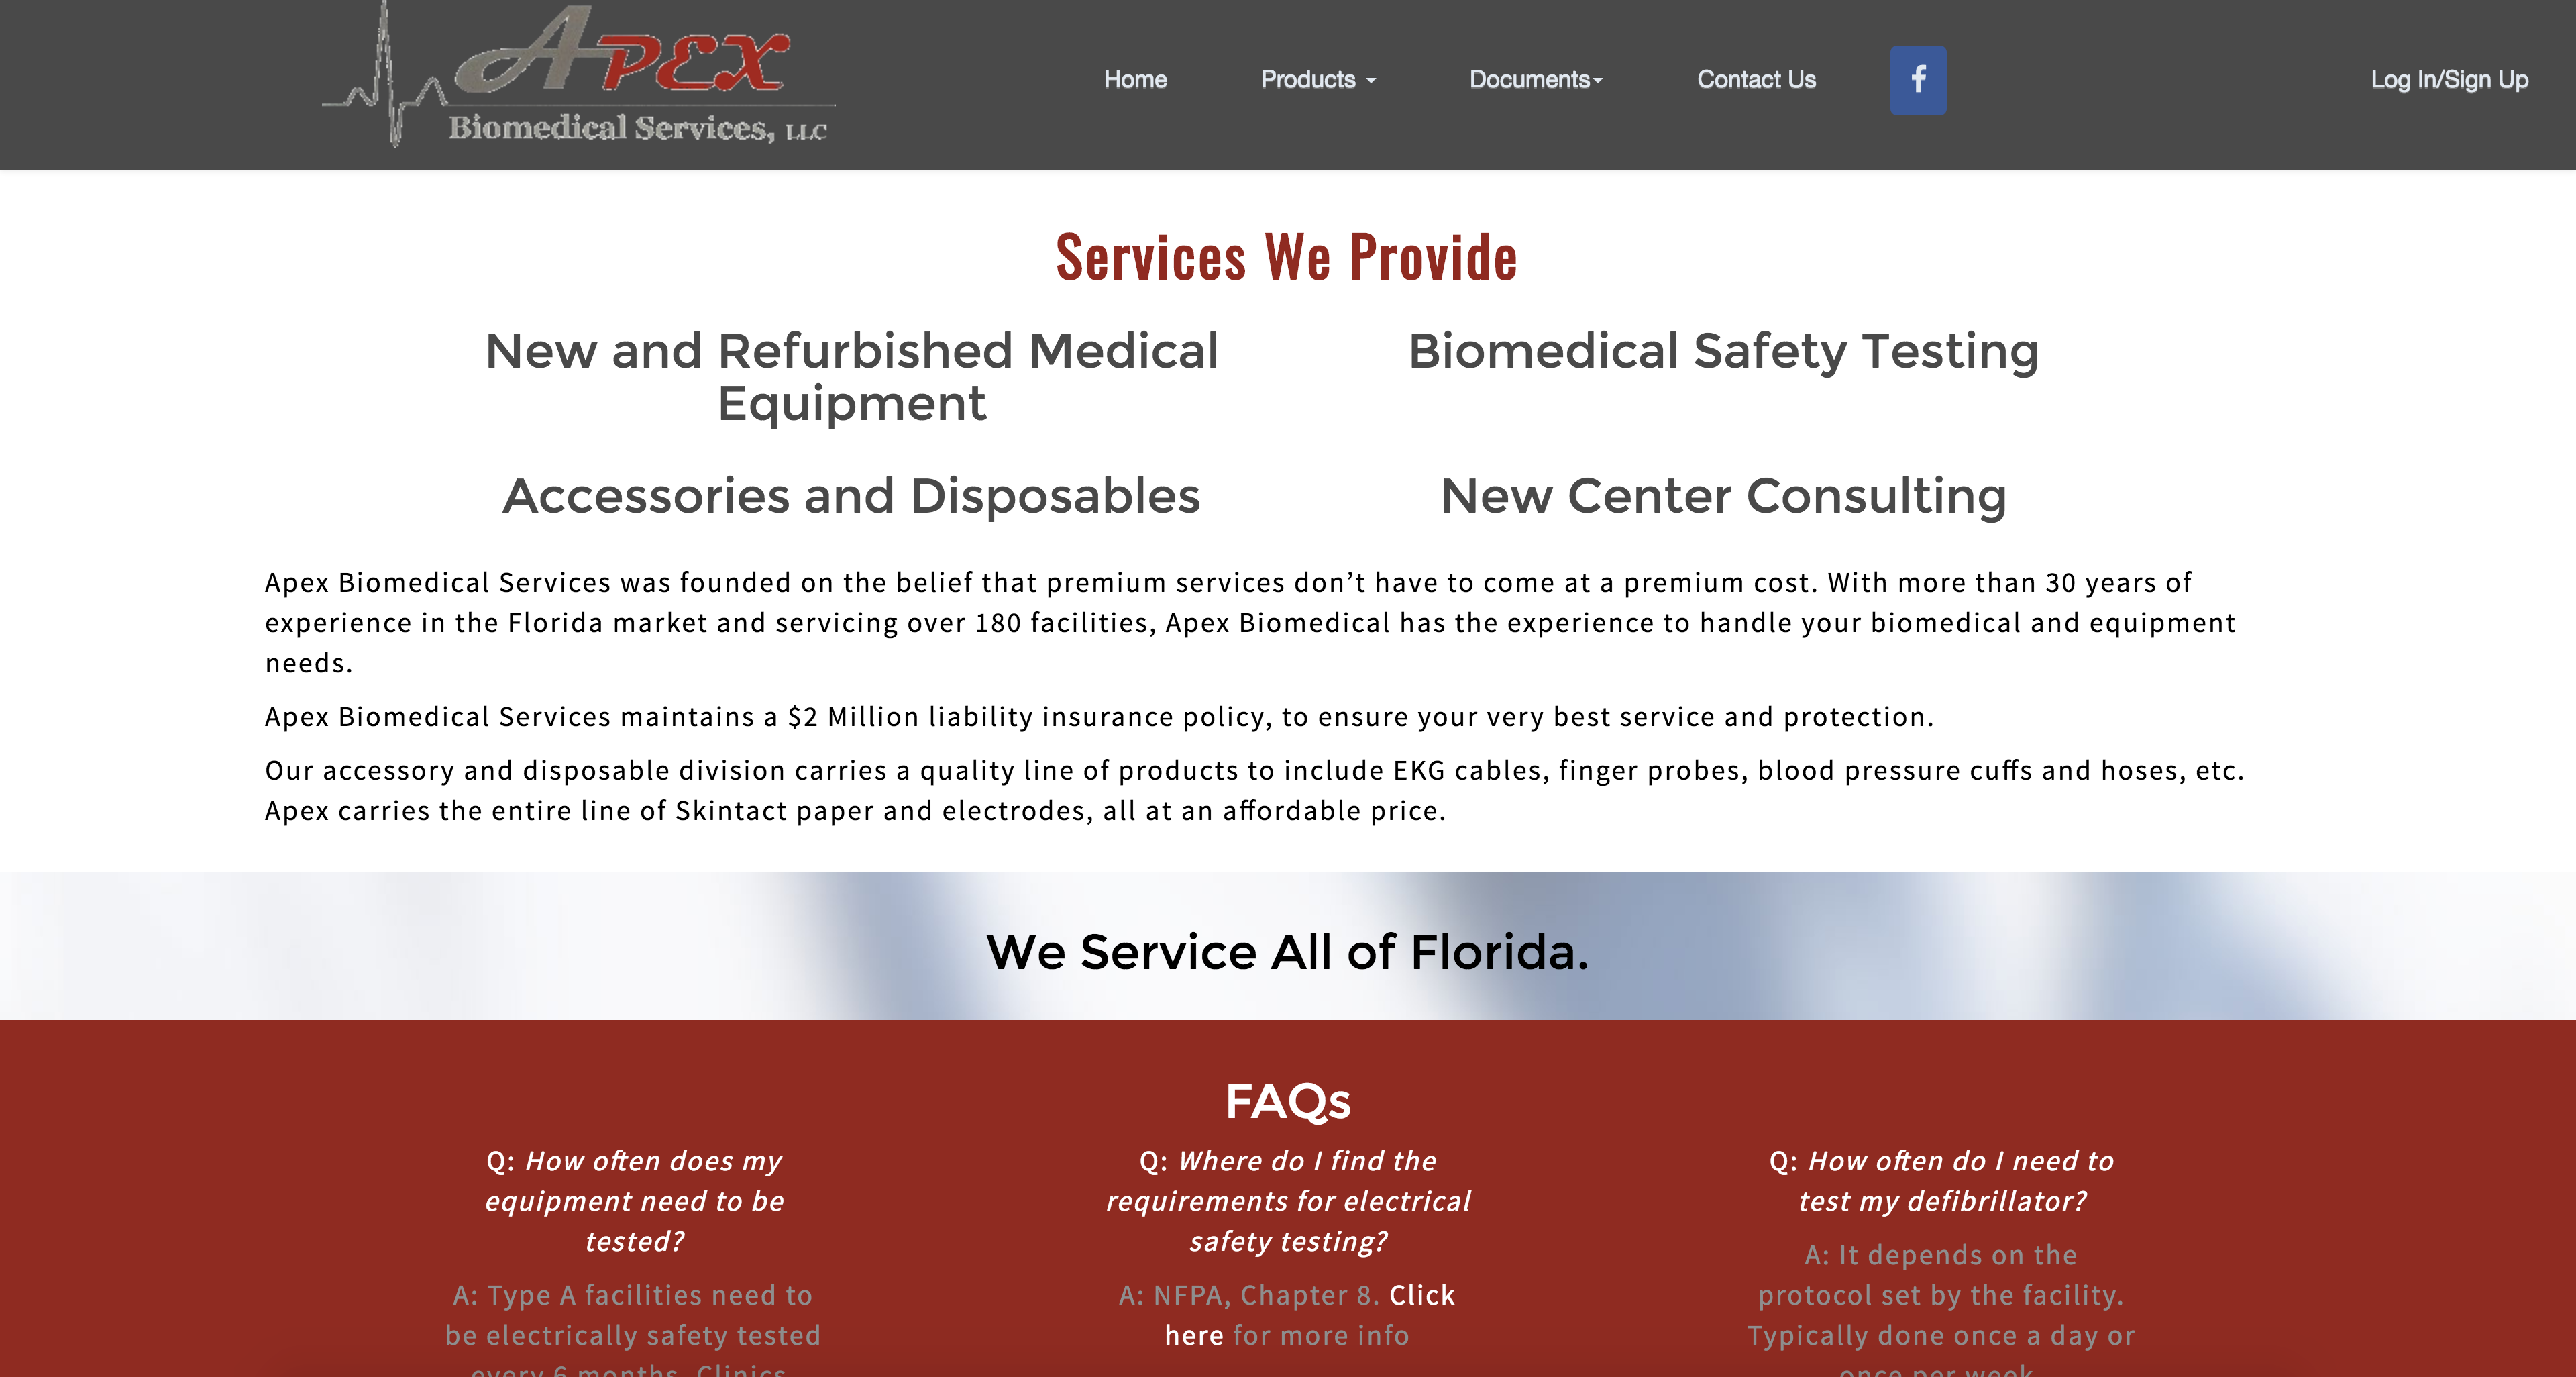 APEX
Biomedical Services, LLC
Home
Products
Documents
Contact Us
f
Log In/Sign Up
Services We Provide
New and Refurbished Medical
Equipment
Biomedical Safety Testing
Accessories and Disposables
New Center Consulting
Apex Biomedical Services was founded on the belief that premium services don’t have to come at a premium cost. With more than 30 years of
experience in the Florida market and servicing over 180 facilities, Apex Biomedical has the experience to handle your biomedical and equipment
needs.
Apex Biomedical Services maintains a $2 Million liability insurance policy, to ensure your very best service and protection.
Our accessory and disposable division carries a quality line of products to include EKG cables, finger probes, blood pressure cuffs and hoses, etc.
Apex carries the entire line of Skintact paper and electrodes, all at an affordable price.
We Service All of Florida.
FAQs
Q: How often does my
equipment need to be
tested?
A: Type A facilities need to
be electrically safety tested
every 6 months. Clinics
Q: Where do I find the
requirements for electrical
safety testing?
A: NFPA, Chapter 8. Click
here for more info
Q: How often do I need to
test my defibrillator?
A: It depends on the
protocol set by the facility.
Typically done once a day or
once per week